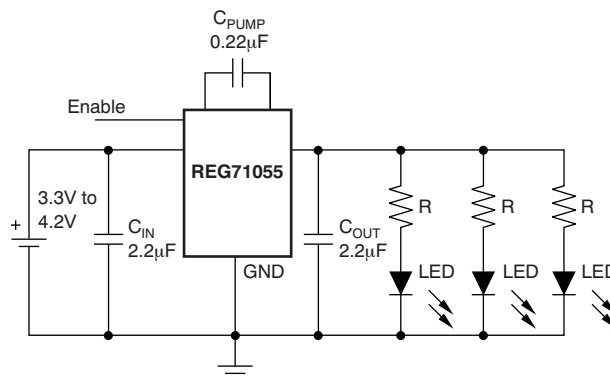 C_PUMP
0.22μF
Enable
REG71055
3.3V to
4.2V
+
C_IN
2.2μF
GND
C_OUT
2.2μF
R
R
R
LED
LED
LED